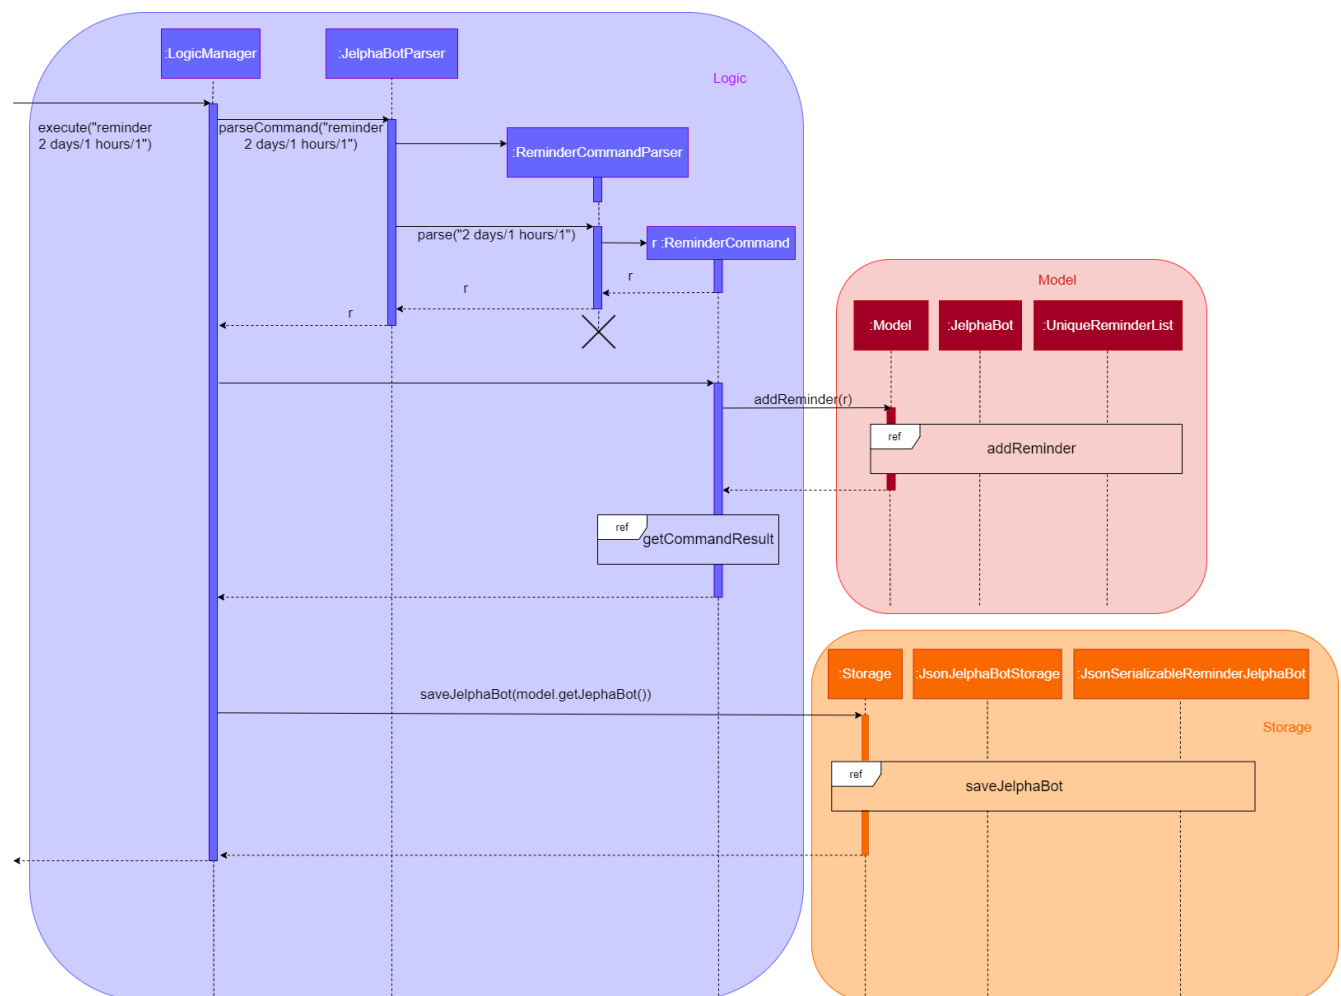 :LogicManager
:JelphaBotParser
Logic
execute("reminder
2 days/1 hours/1")
parseCommand("reminder
2 days/1 hours/1")
:ReminderCommandParser
parse("2 days/1 hours/1")
r :ReminderCommand
r
r
r
Model
:Model
:JelphaBot
:UniqueReminderList
addReminder(r)
ref
addReminder
ref
getCommandResult
:Storage
:JsonJelphaBotStorage
:JsonSerializableReminderJelphaBot
saveJelphaBot(model.getJephaBot())
Storage
ref
saveJelphaBot